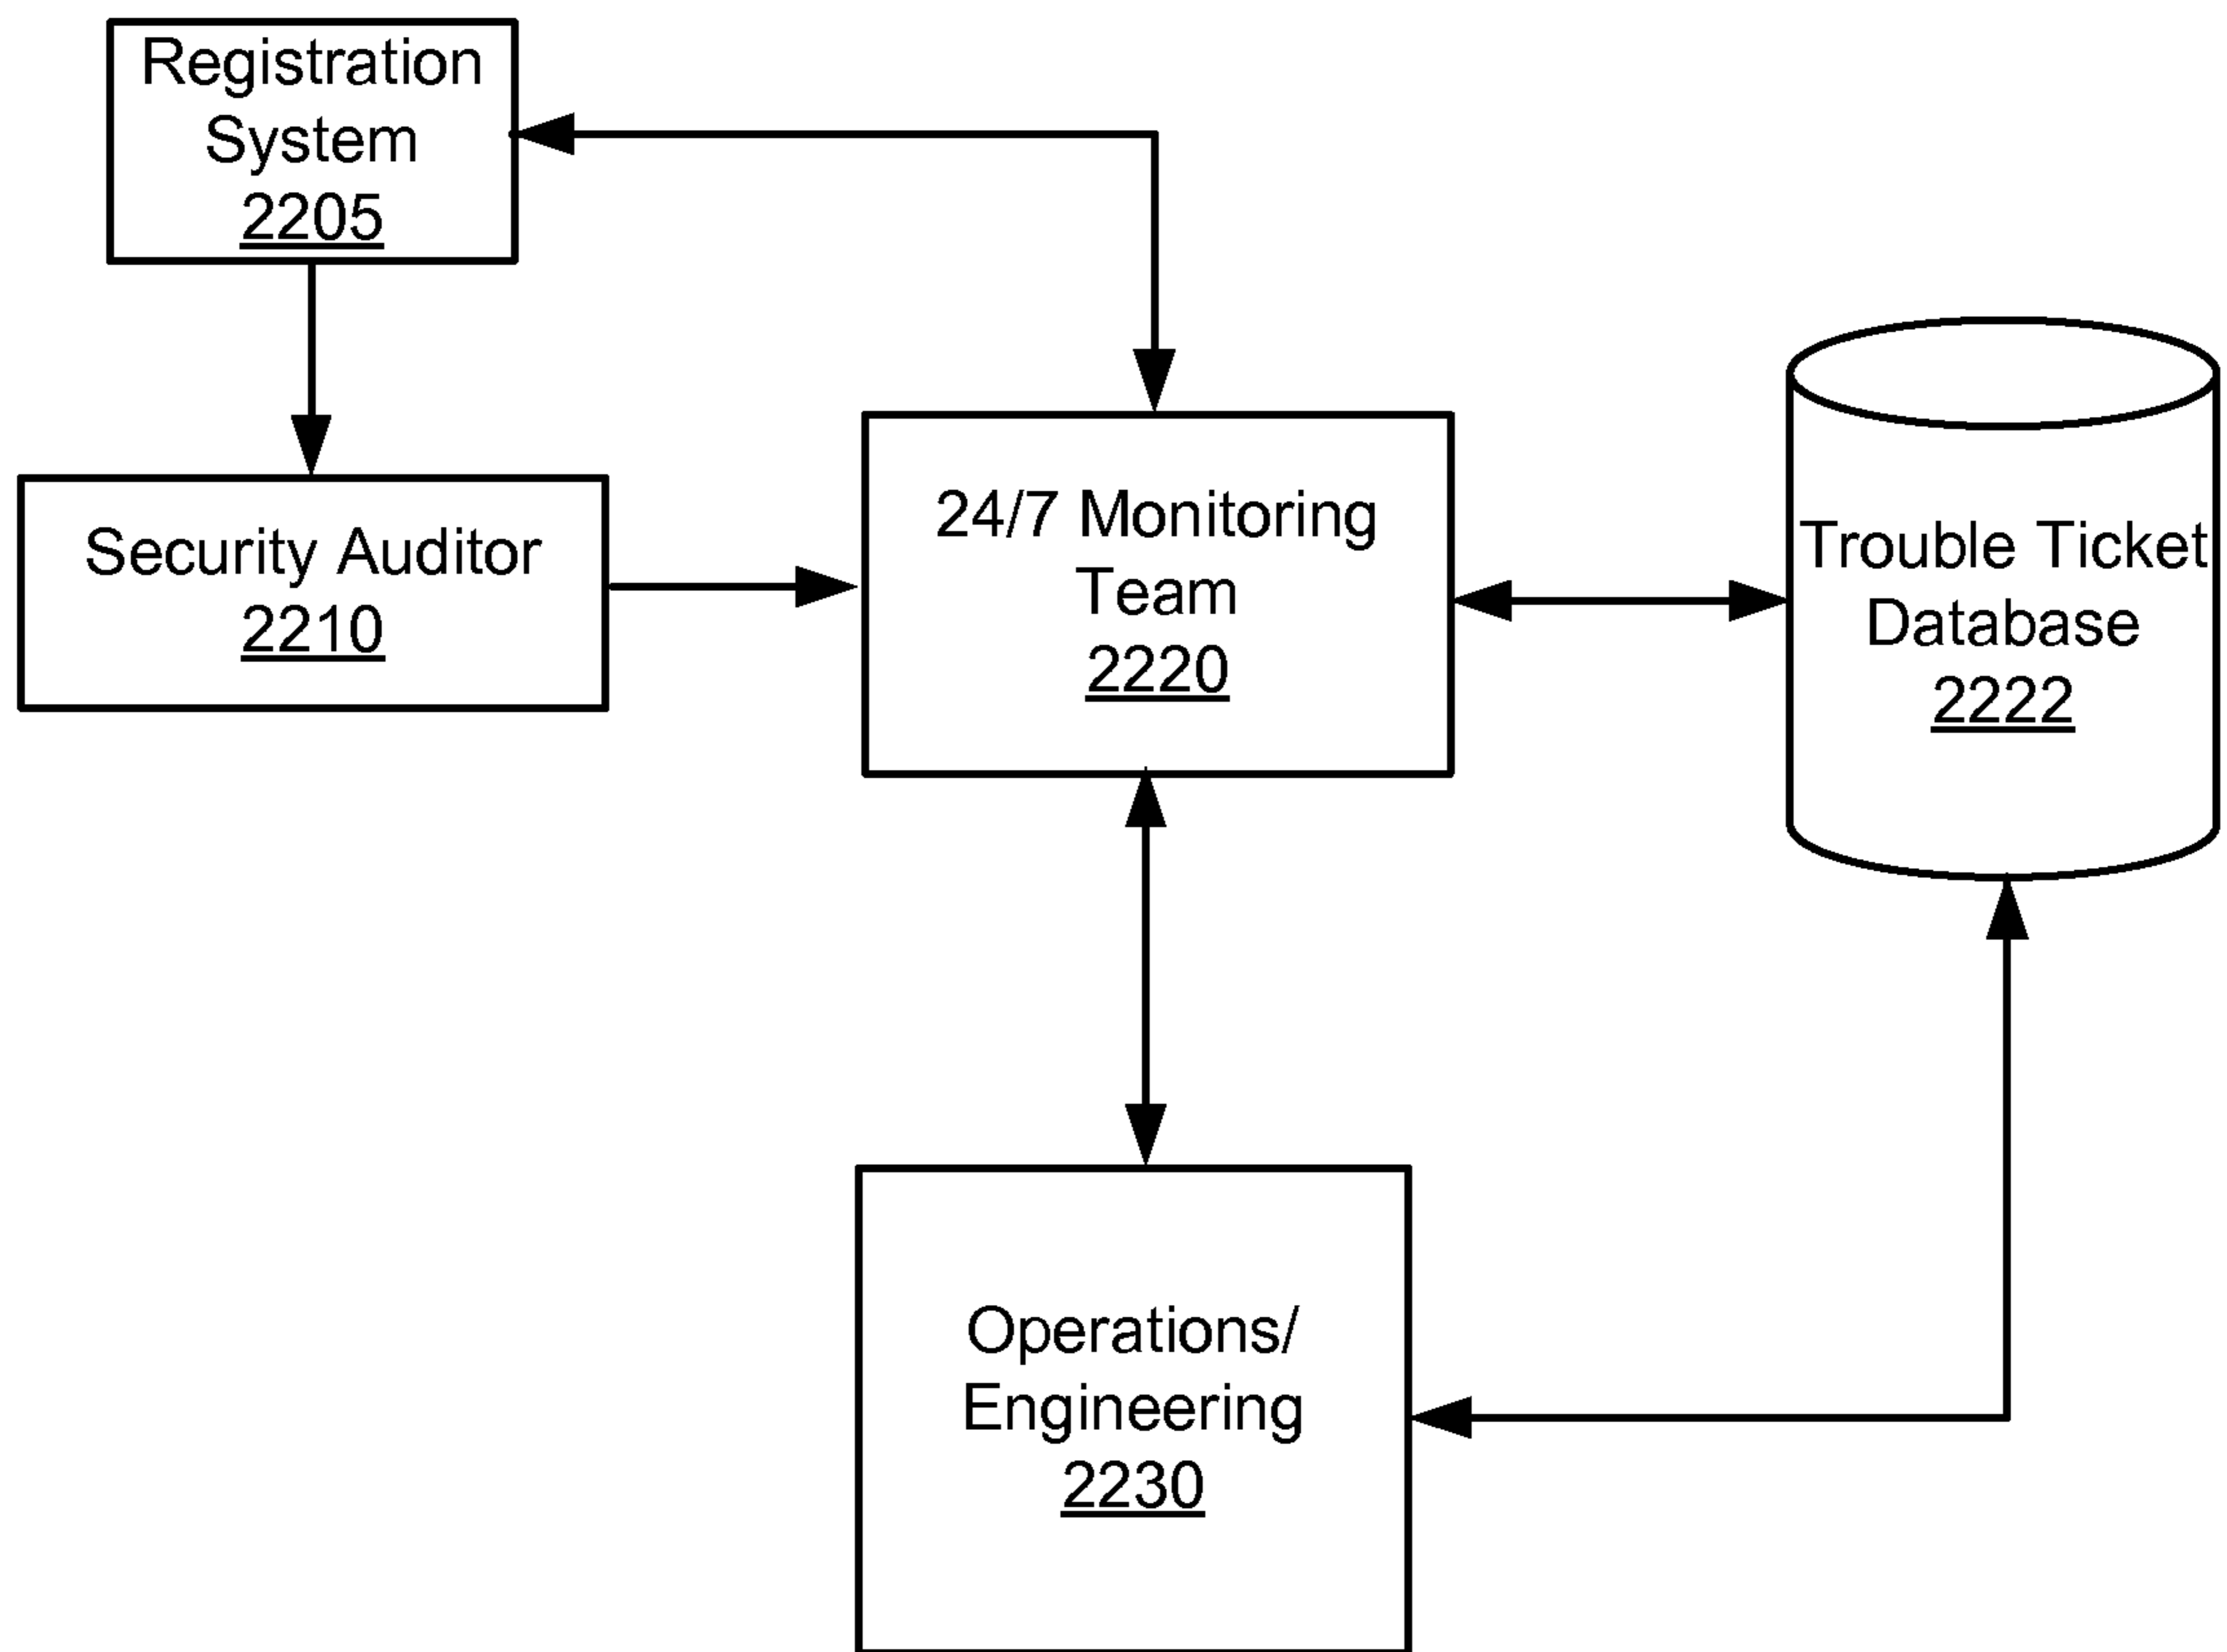 Registration
System
2205
Security Auditor
2210
24/7 Monitoring
Team
2220
Trouble Ticket
Database
2222
Operations/
Engineering
2230